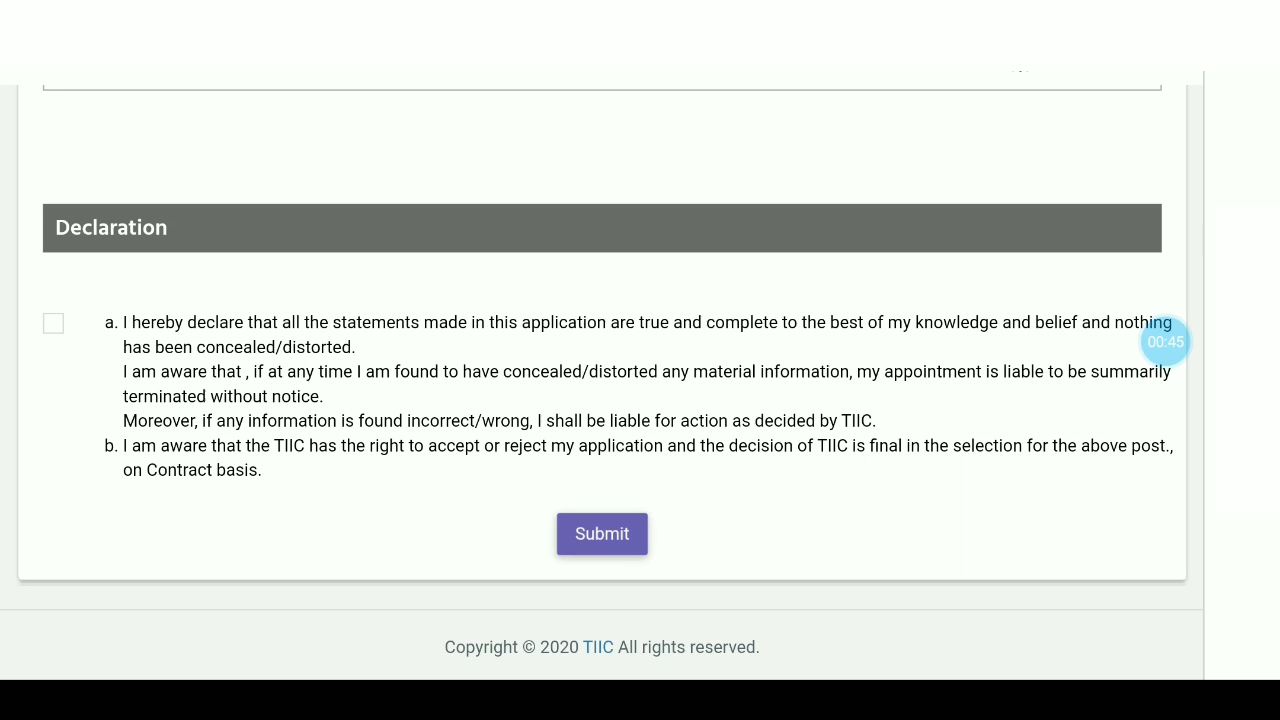 Declaration
a. I hereby declare that all the statements made in this application are true and complete to the best of my knowledge and belief and nothing
has been concealed/distorted.
00:45
I am aware that , if at any time I am found to have concealed/distorted any material information, my appointment is liable to be summarily
terminated without notice.
Moreover, if any information is found incorrect/wrong, I shall be liable for action as decided by TIIC.
b. I am aware that the TIIC has the right to accept or reject my application and the decision of TIIC is final in the selection for the above post.,
on Contract basis.
Submit
Copyright © 2020 TIIC All rights reserved.